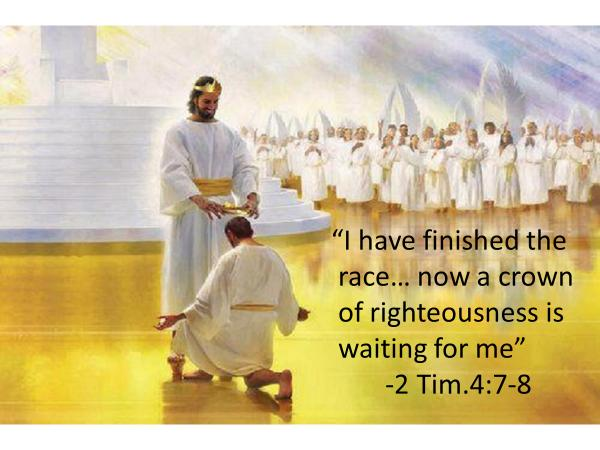 “I have finished the
race... now a crown
of righteousness is
waiting for me”
-2 Tim.4:7-8